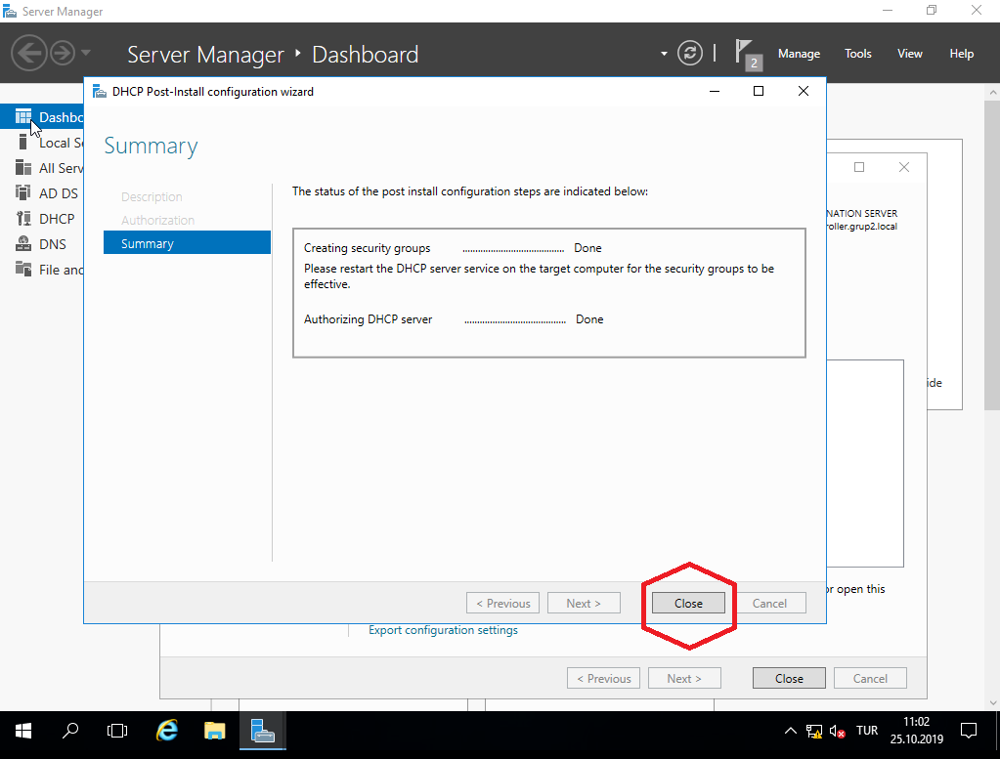 Server Manager
Server Manager ‣ Dashboard
2
Manage
Tools
View
Help
DHCP Post-Install configuration wizard
Dashbo
Local Se
All Serv
AD DS
DHCP
DNS
File and
Summary
Description
Authorization
Summary
The status of the post install configuration steps are indicated below:
Creating security groups ........................................ Done
Please restart the DHCP server service on the target computer for the security groups to be
effective.
Authorizing DHCP server ........................................ Done
< Previous
Next >
Close
Cancel
NATION SERVER
roller.grup2.local
ide
or open this
Export configuration settings
< Previous
Next >
Close
Cancel
TUR
11:02
25.10.2019